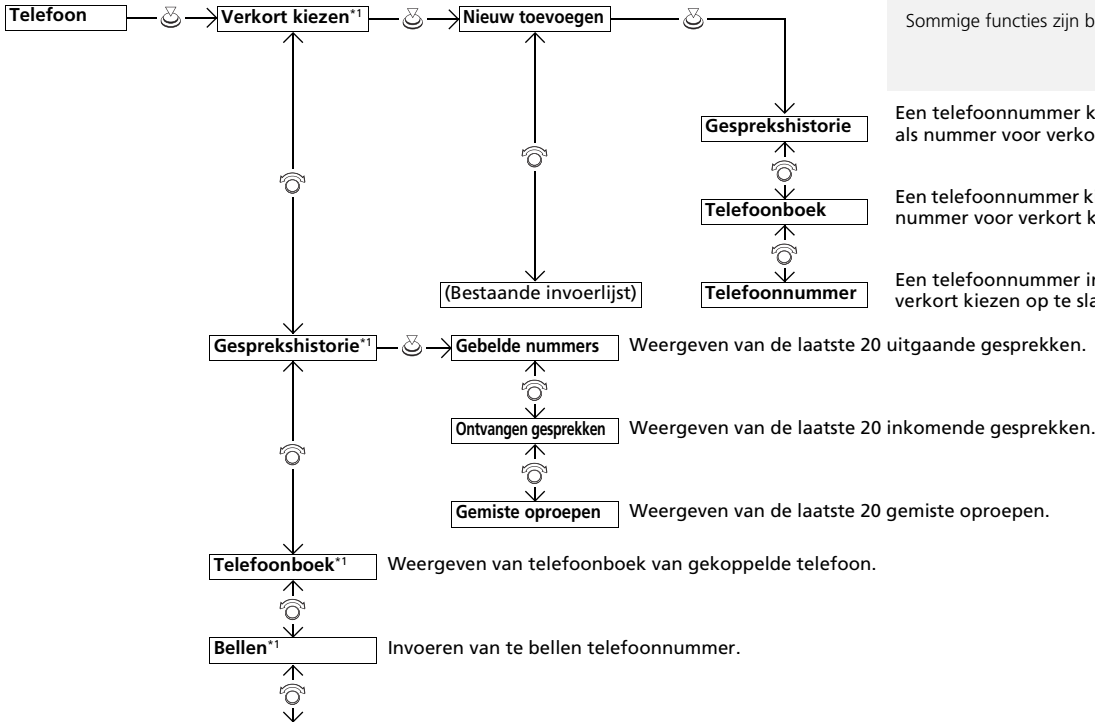 Telefoon
Verkort kiezen*1
Nieuw toevoegen
Sommige functies zijn
Gesprekshistorie
Een telefoonnummer
als nummer voor
Telefoonboek
Een telefoonnummer
nummer voor verkort
Telefoonnummer
Een telefoonnummer
verkort kiezen op te
(Bestaande invoerlijst)
Gesprekshistorie*1
Gebelde nummers
Weergeven van de laatste 20 uitgaande gesprekken.
Ontvangen gesprekken
Weergeven van de laatste 20 inkomende gesprekken.
Gemiste oproepen
Weergeven van de laatste 20 gemiste oproepen.
Telefoonboek*1
Weergeven van telefoonboek van gekoppelde telefoon.
Bellen*1
Invoeren van te bellen telefoonnummer.